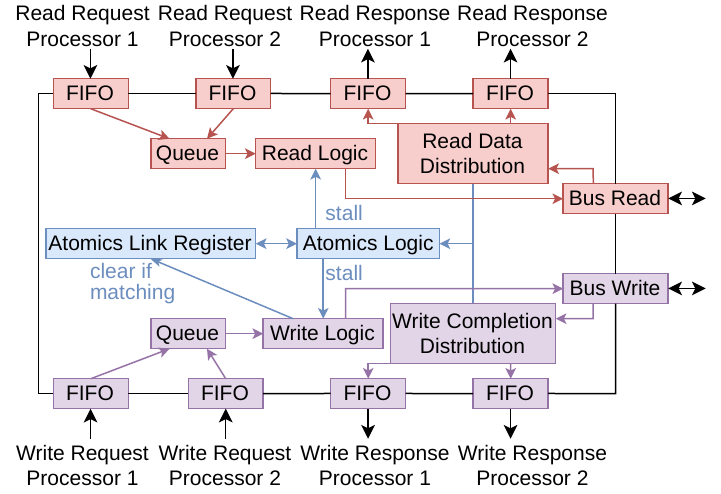 Read Request Read Request Read Response Read Response
Processor 1 Processor 2 Processor 1 Processor 2
FIFO FIFO FIFO FIFO
Queue Read Logic Read Data
Distribution
Bus Read
stall
Atomics Link Register Atomics Logic
clear if
matching
stall
Bus Write
Queue Write Logic Write Completion
Distribution
FIFO FIFO FIFO FIFO
Write Request Write Request Write Response Write Response
Processor 1 Processor 2 Processor 1 Processor 2